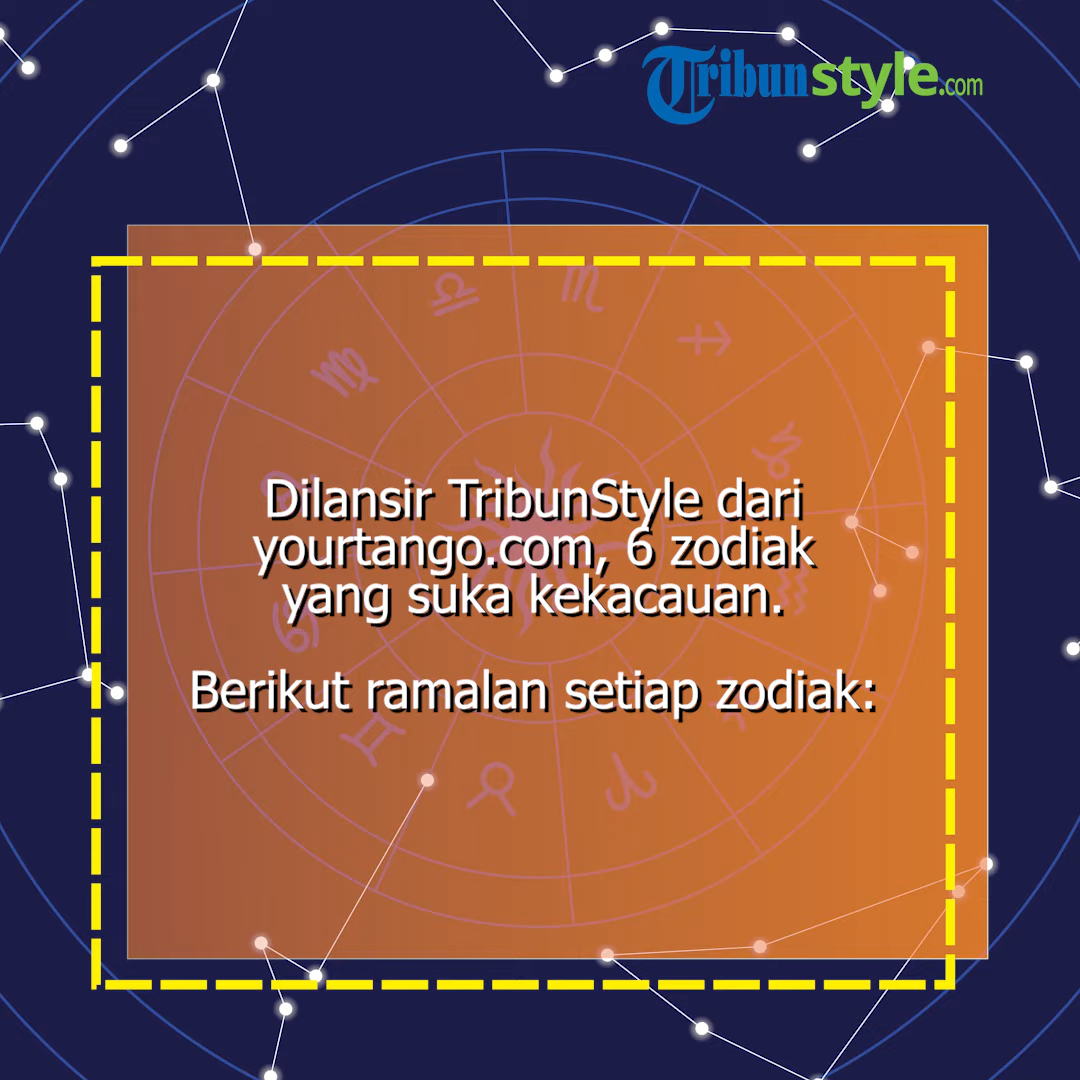 Tribunstyle.com
Dilansir TribunStyle dari
yourtango.com, 6 zodiak
yang suka kekacauan.
Berikut ramalan setiap zodiak: